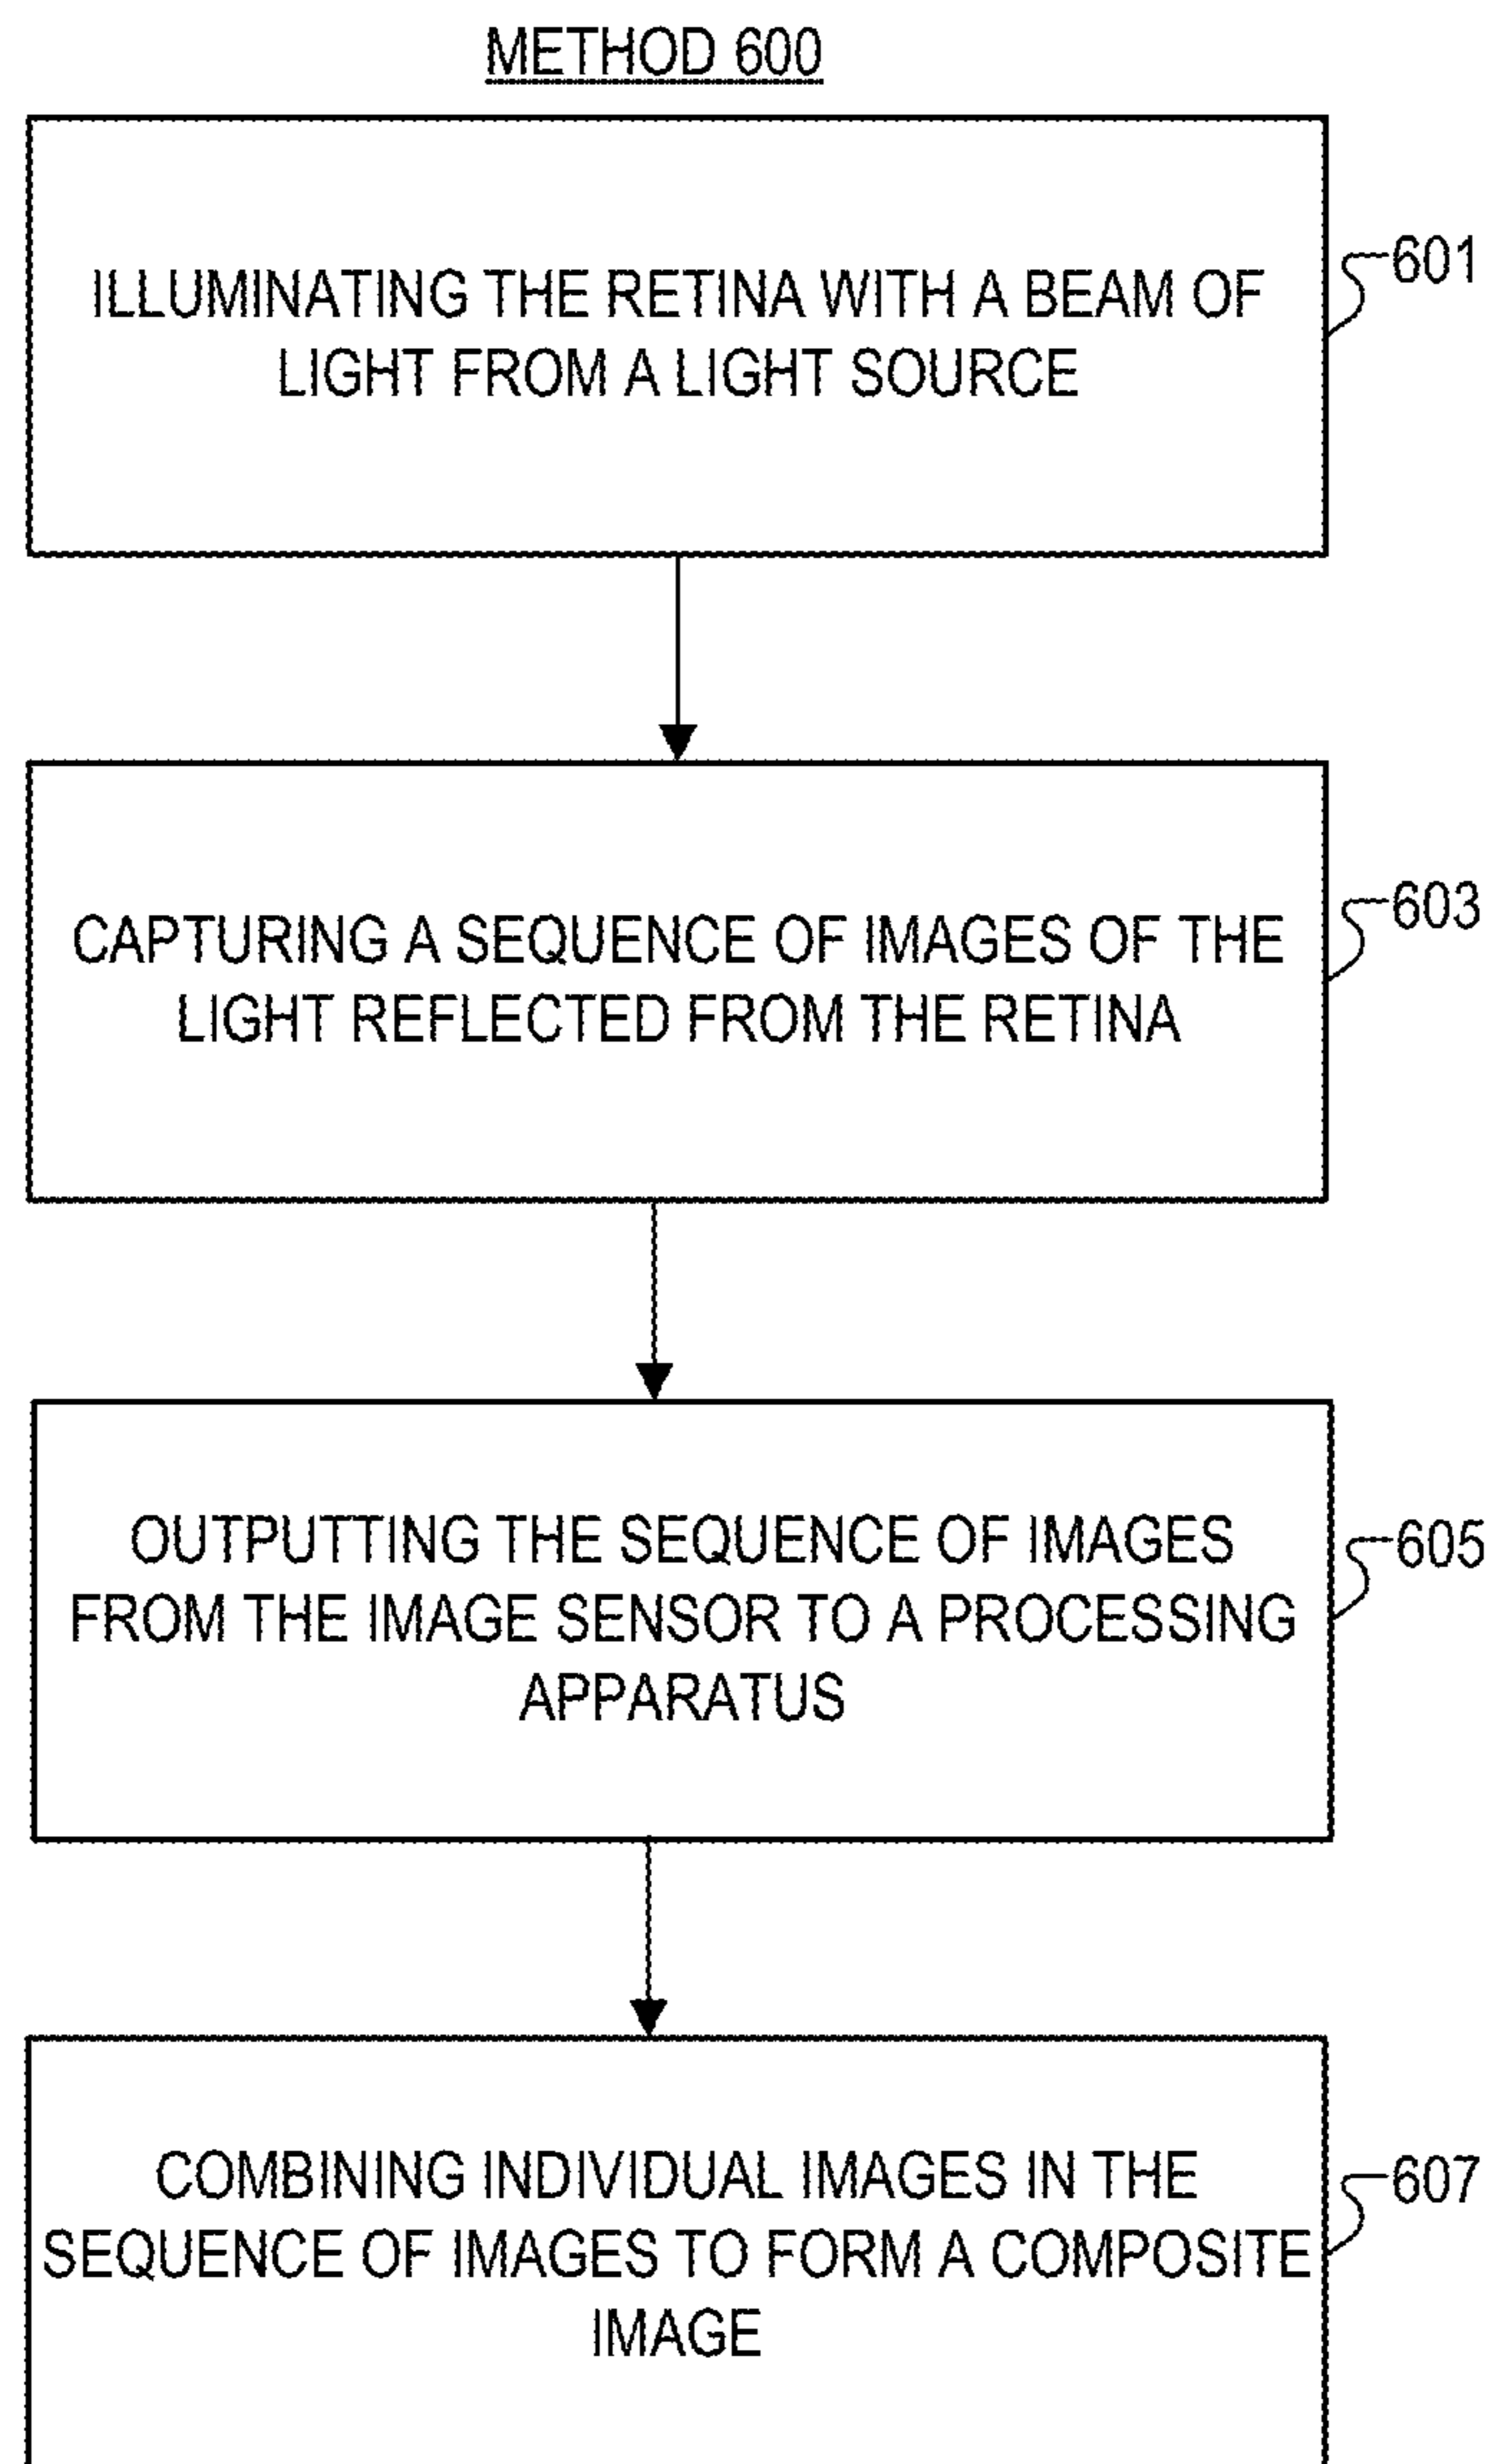 METHOD 600
ILLUMINATING THE RETINA WITH A BEAM OF
LIGHT FROM A LIGHT SOURCE
601
CAPTURING A SEQUENCE OF IMAGES OF THE
LIGHT REFLECTED FROM THE RETINA
603
OUTPUTTING THE SEQUENCE OF IMAGES
FROM THE IMAGE SENSOR TO A PROCESSING
APPARATUS
605
COMBINING INDIVIDUAL IMAGES IN THE
SEQUENCE OF IMAGES TO FORM A COMPOSITE
IMAGE
607